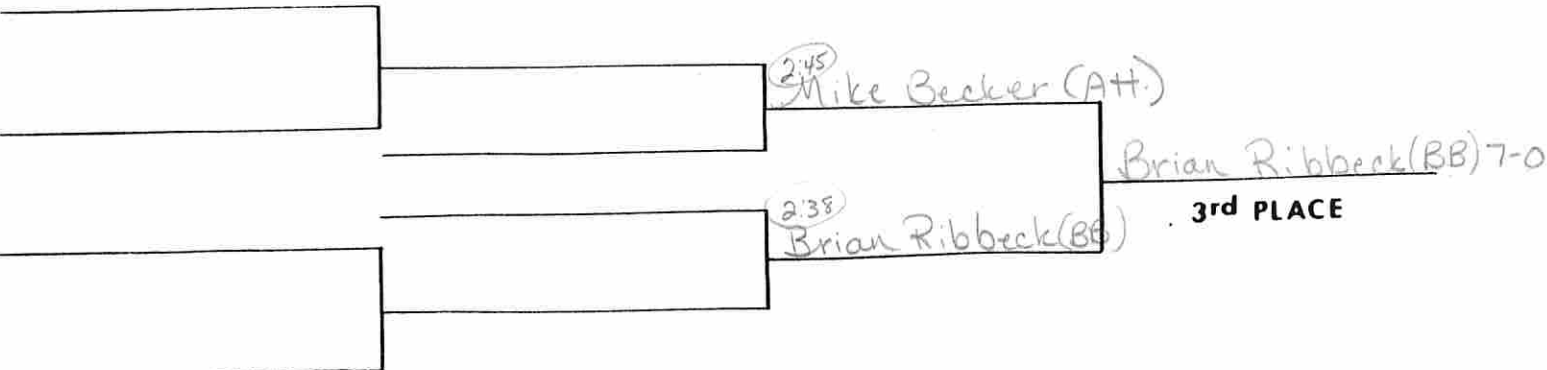 2:45
Mike Becker (Att.)
Brian Ribbeck (BB) 7-0
3rd PLACE
2:38
Brian Ribbeck (BB)